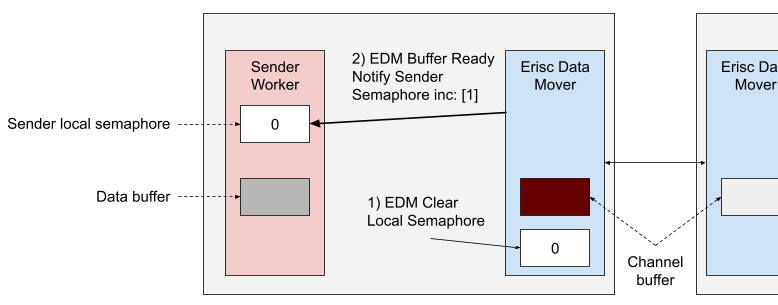 2) EDM Buffer Ready
Notify Sender
Semaphore inc: [1]
Sender
Worker
Erisc Data
Mover
Erisc Da
Mover
Sender local semaphore
0
Data buffer
1) EDM Clear
Local Semaphore
0
Channel
buffer